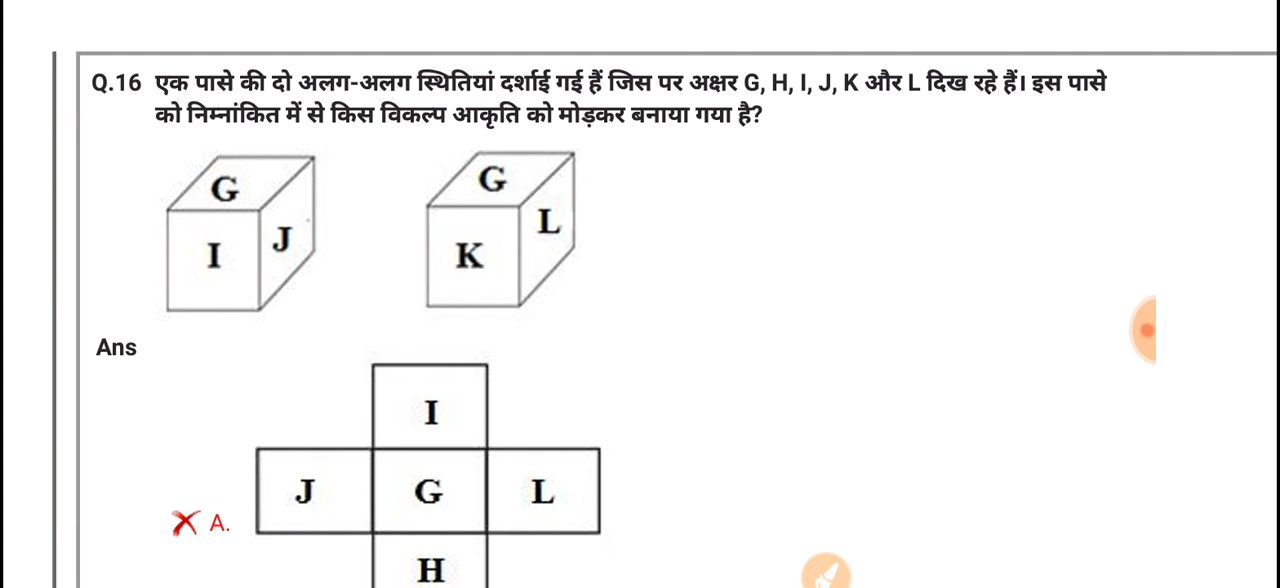 Q.16 एक पासे की दो अलग-अलग स्थितियां दर्शाई गई हैं जिस पर अक्षर G, H, I, J, K और L दिख रहे हैं। इस पासे
को निम्नांकित में से किस विकल्प आकृति को मोड़कर बनाया गया है?
G
I J
G
K L
Ans
I
J G L
A.
H